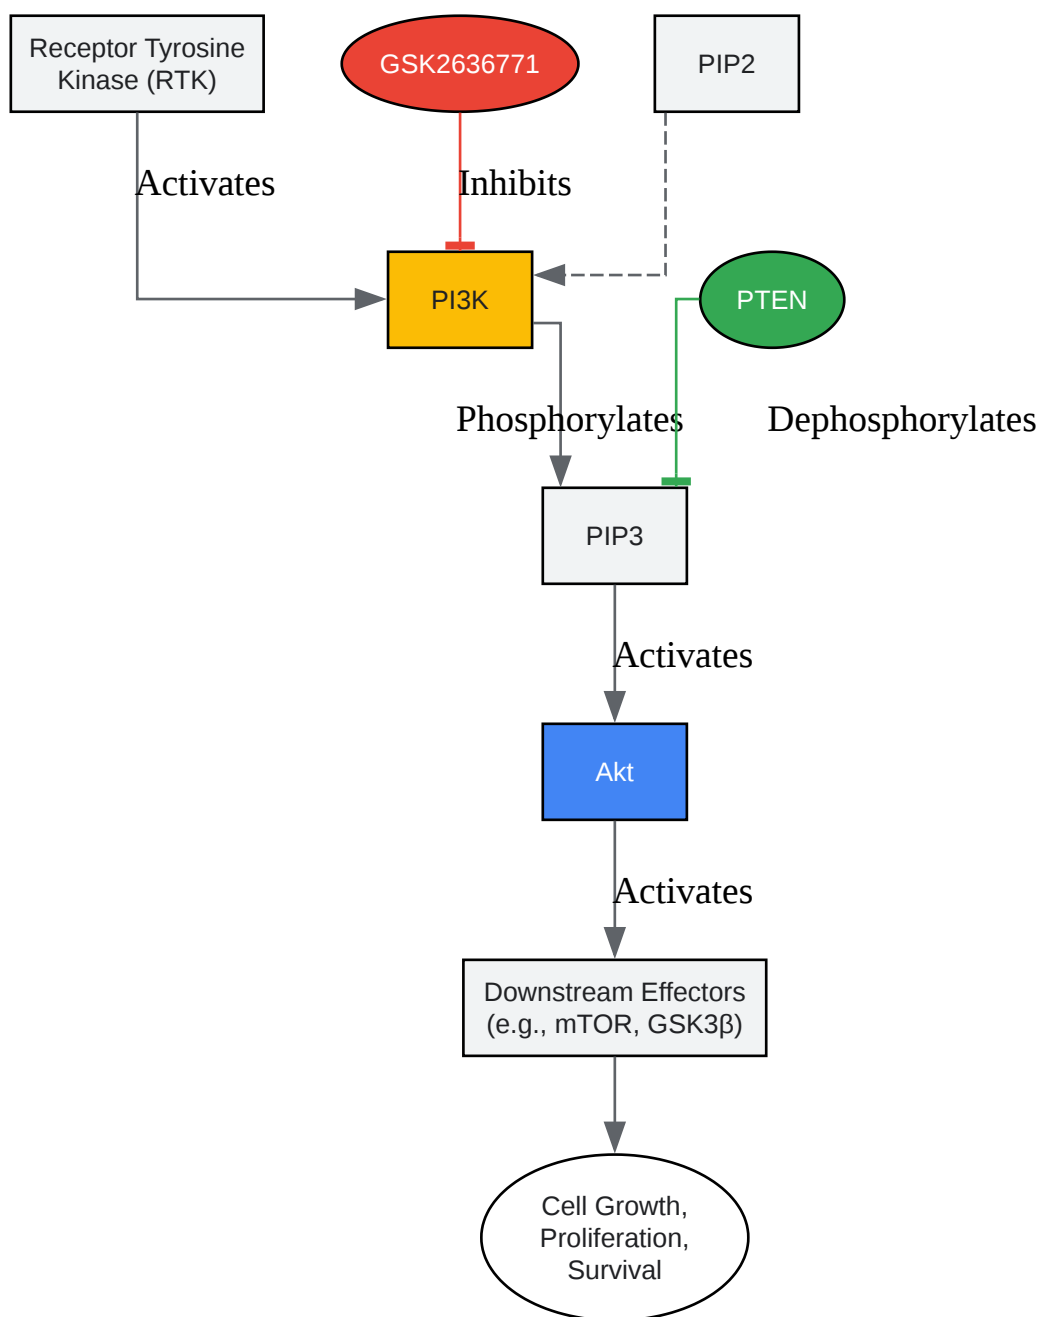 Receptor Tyrosine
Kinase (RTK)
GSK2636771
PIP2
Activates
Inhibits
PI3K
PTEN
Phosphorylates
Dephosphorylates
PIP3
Activates
Akt
Activates
Downstream Effectors
(e.g., mTOR, GSK3β)
Cell Growth,
Proliferation,
Survival